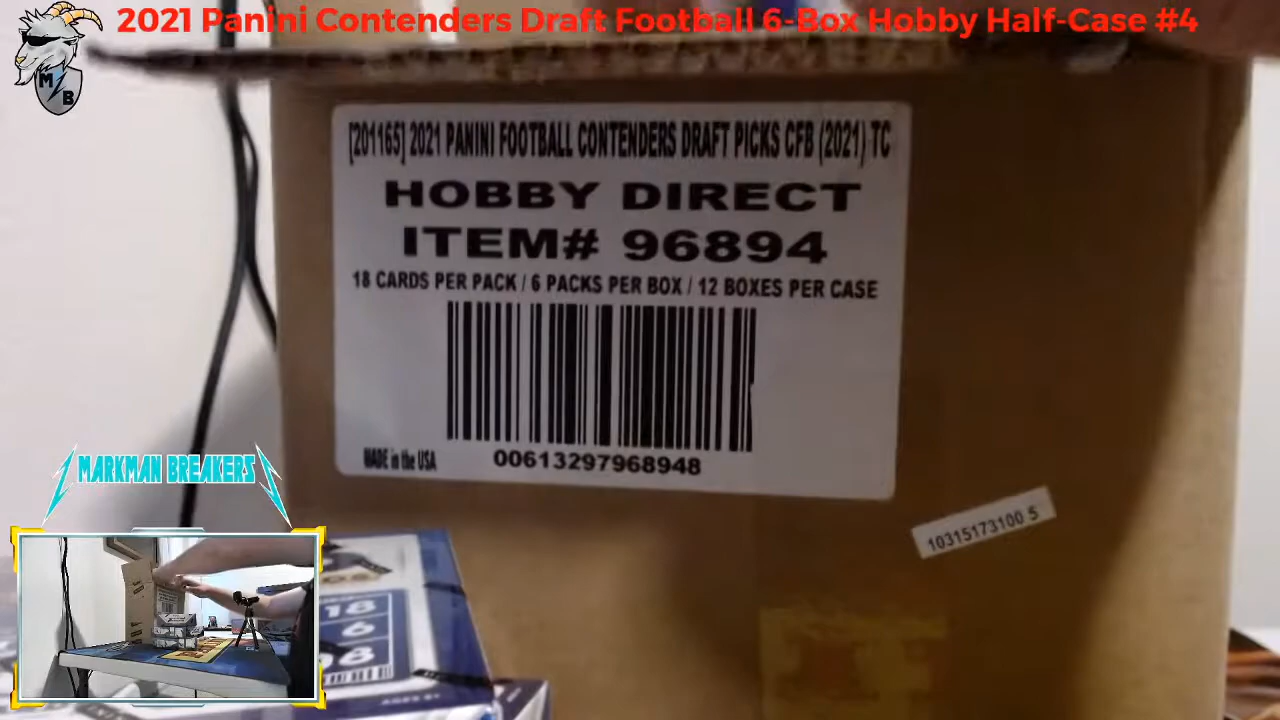 2021 Panini Contenders Draft Football 6-Box Hobby Half-Case #4
M
B
[201165] 2021 PANINI FOOTBALL CONTENDERS DRAFT PICKS CFB (2021) TC
HOBBY DIRECT
ITEM# 96894
18 CARDS PER PACK / 6 PACKS PER BOX / 12 BOXES PER CASE
MADE in the USA
00613297968948
10315173100 5
MARKMAN BREAKERS
18
6